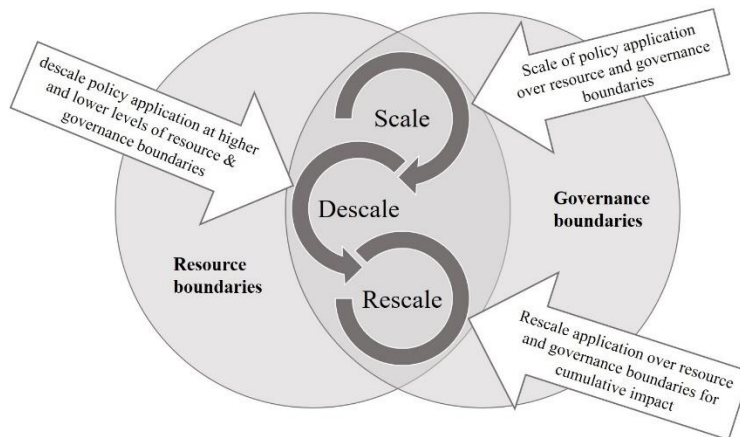 descale policy application at higher
and lower levels of resource &
governance boundaries
Scale of policy application
over resource and governance
boundaries
Scale
Descale
Rescale
Resource
boundaries
Governance
boundaries
Rescale application over resource
and governance boundaries for
cumulative impact